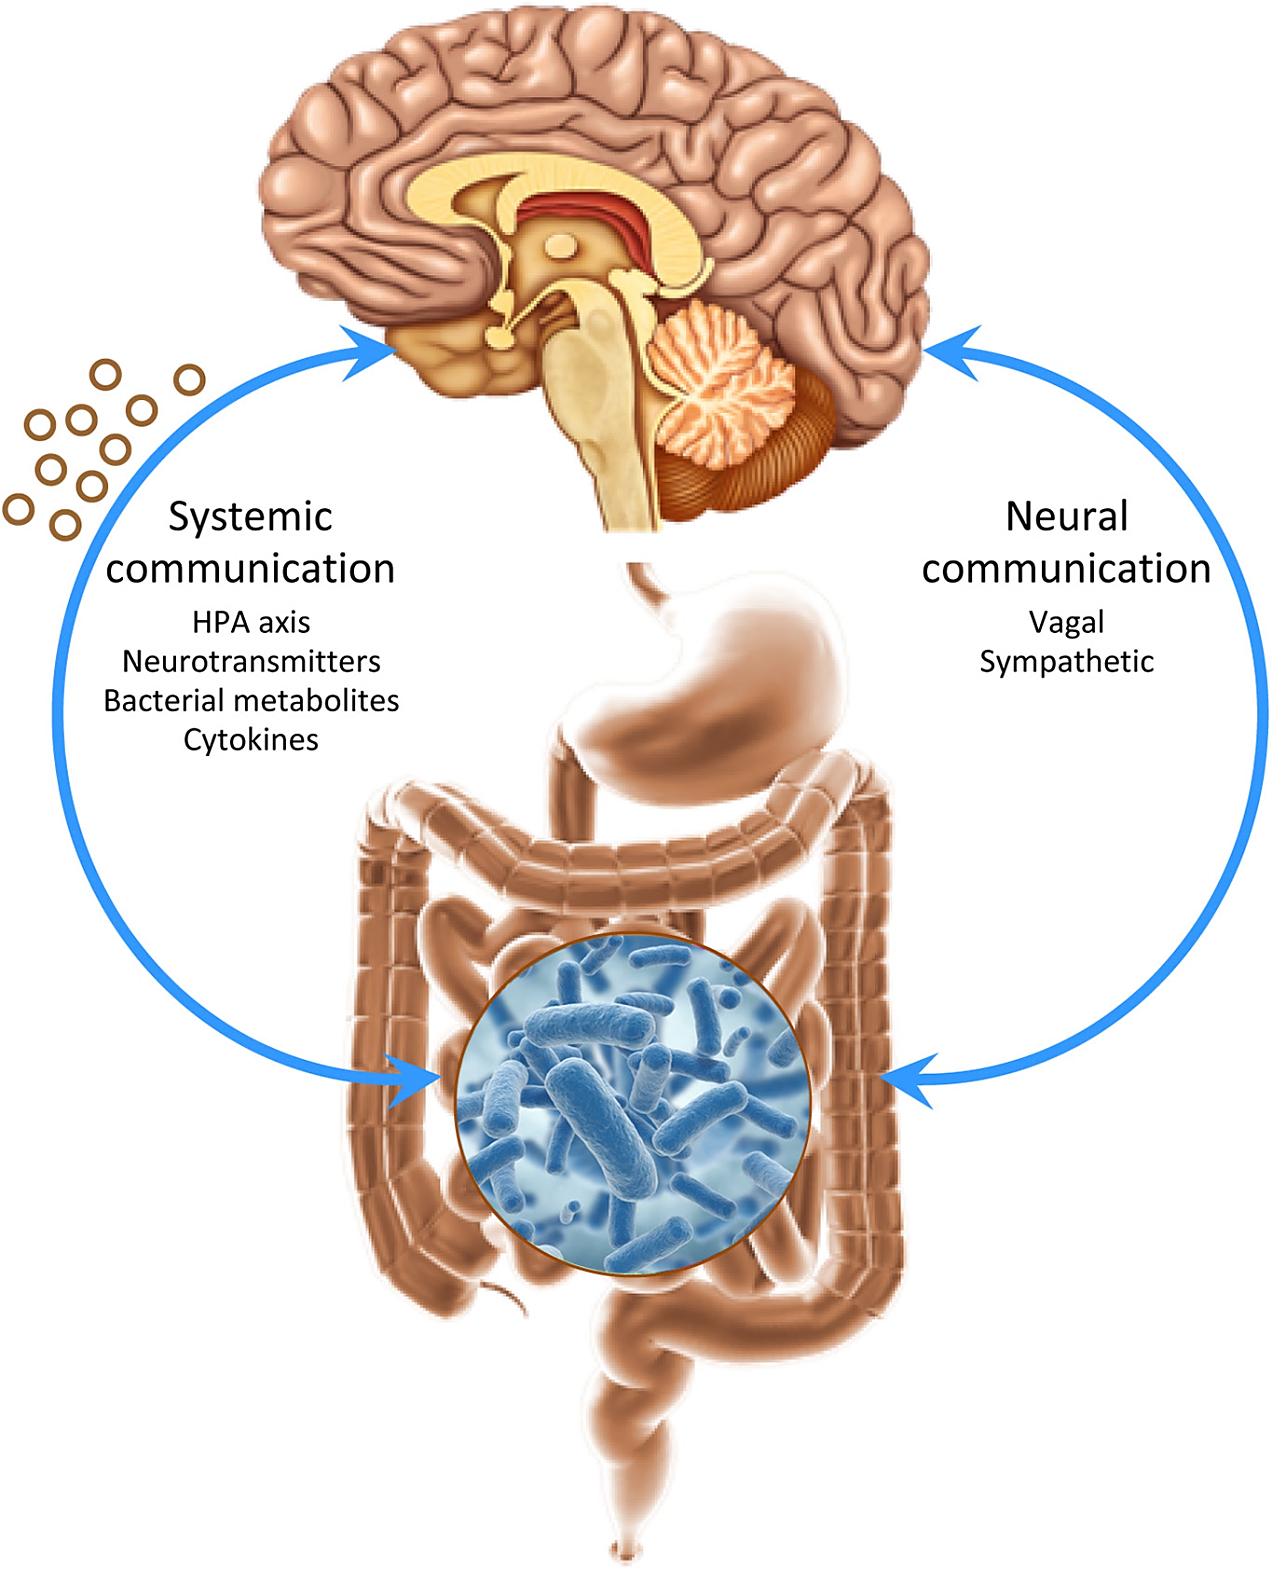 Systemic
communication
HPA axis
Neurotransmitters
Bacterial metabolites
Cytokines
Neural
communication
Vagal
Sympathetic